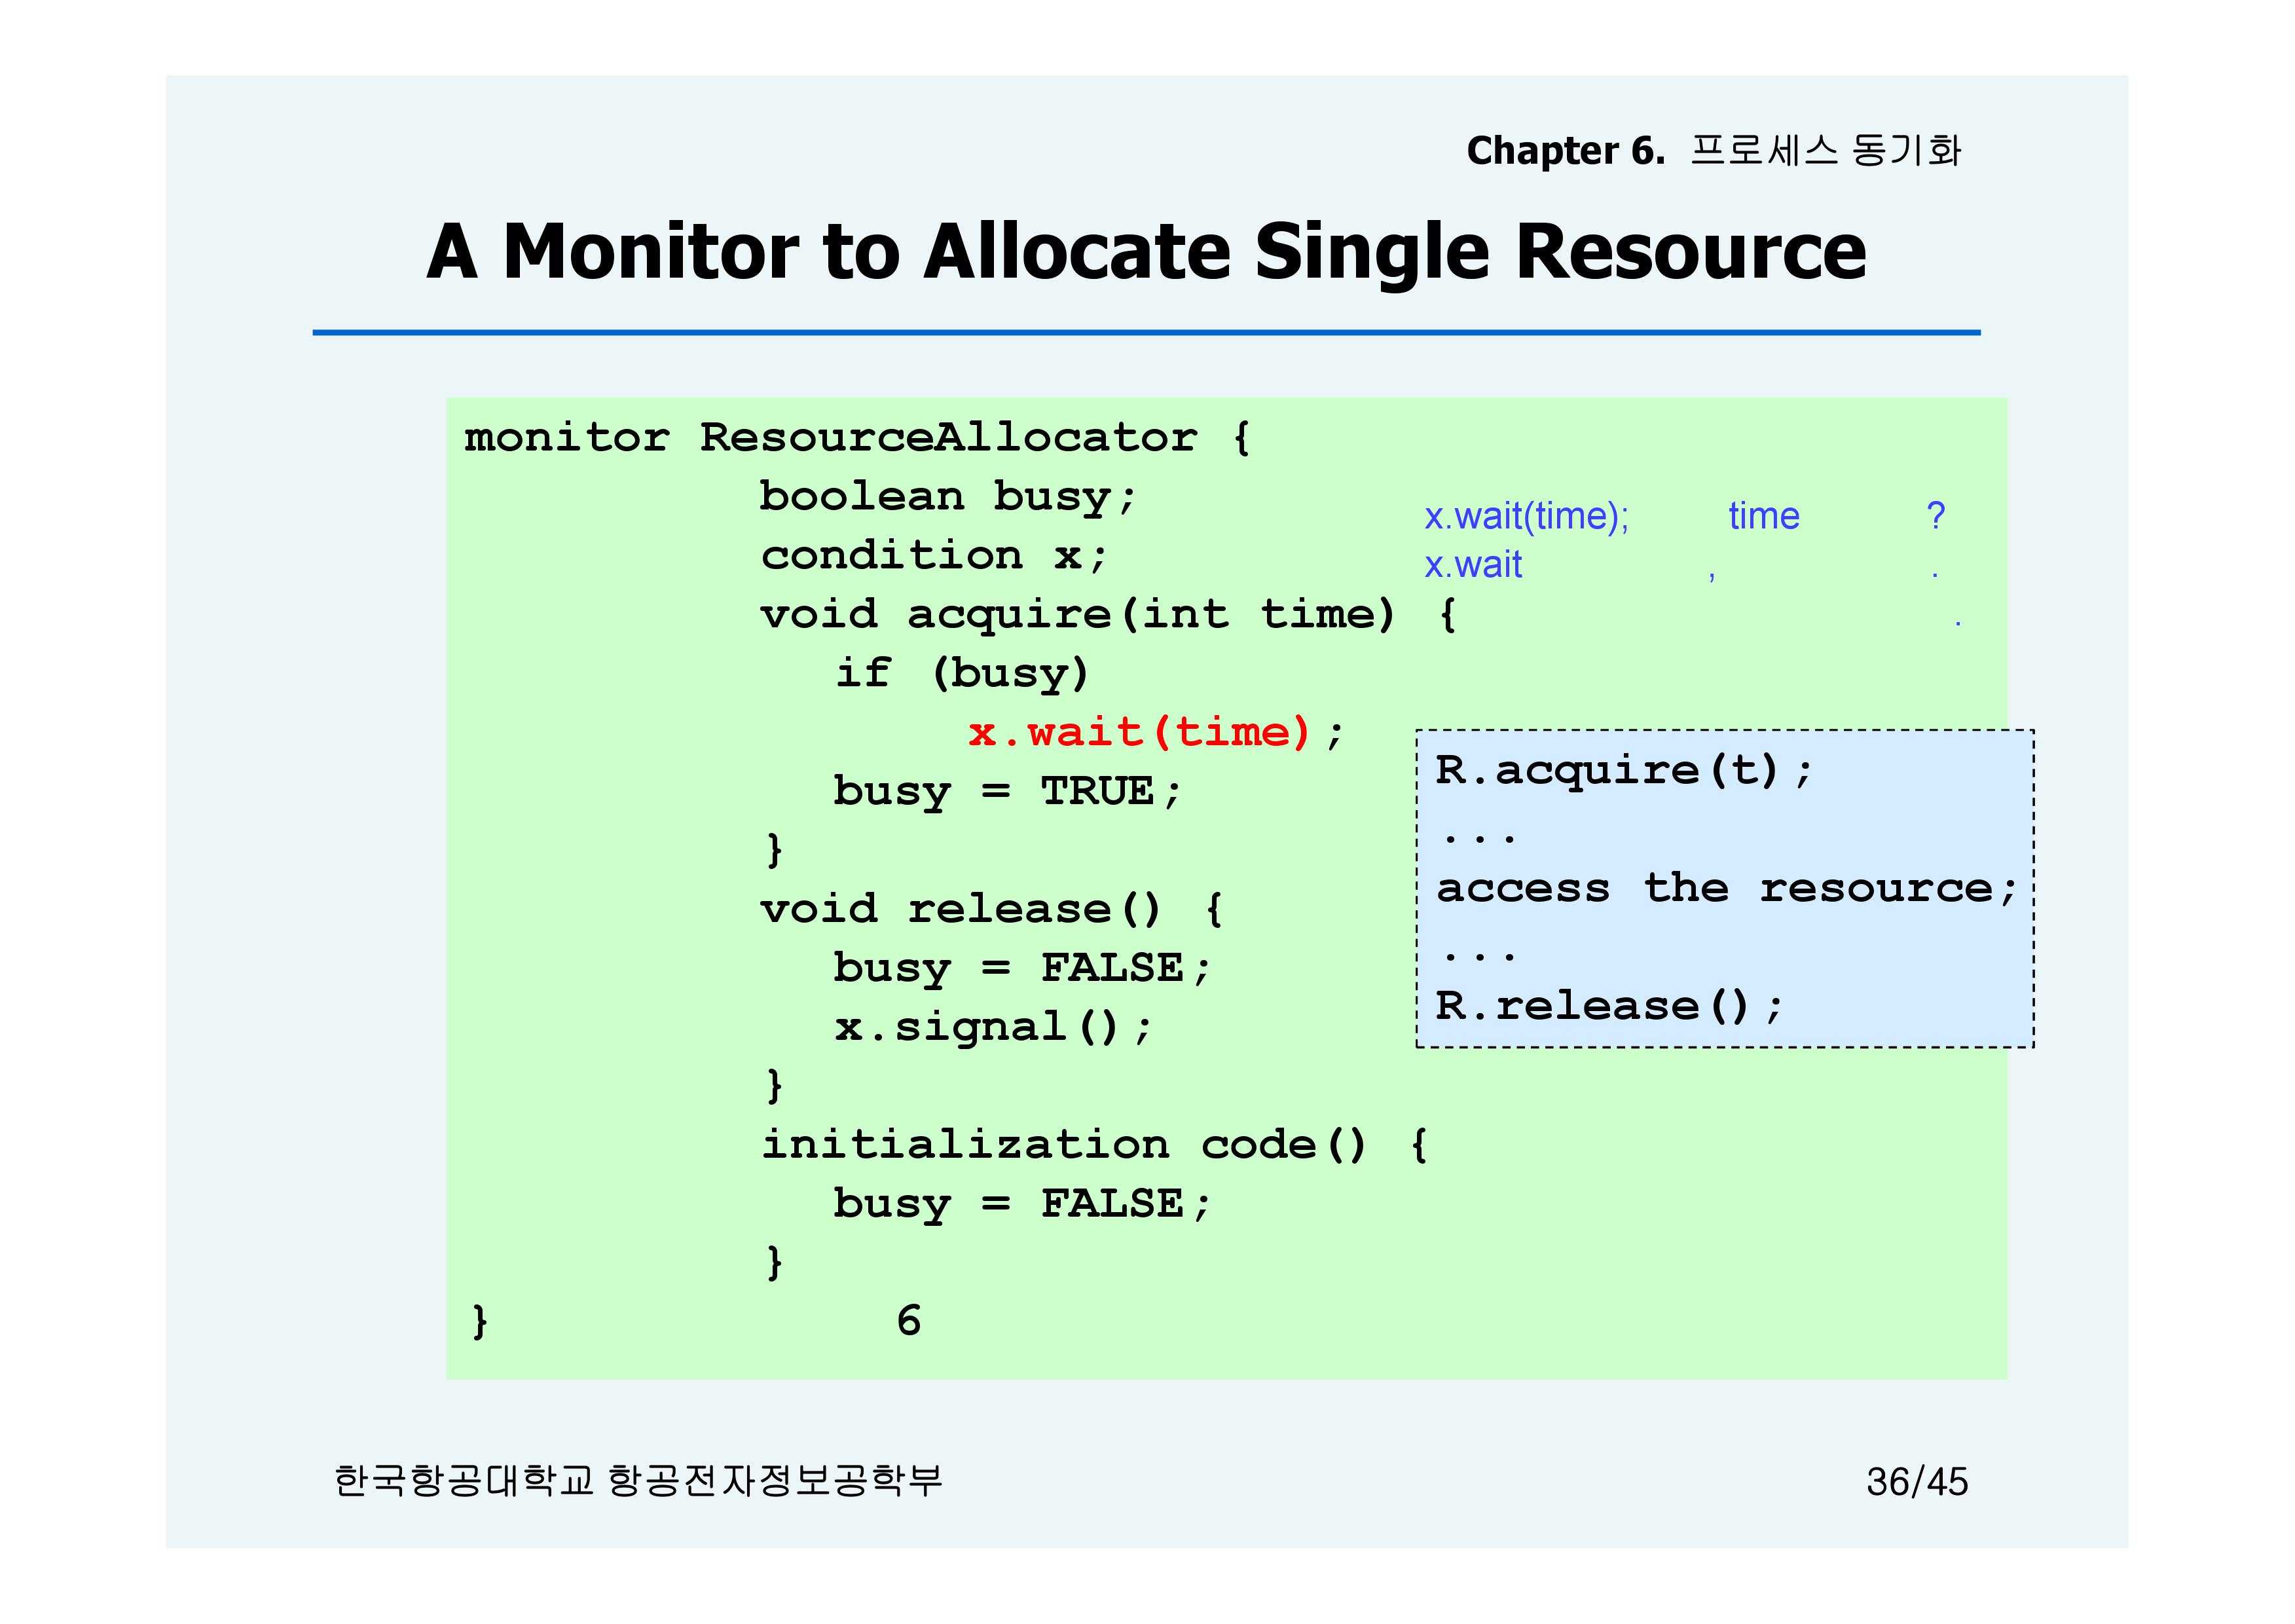 Chapter 6. 프로세스 동기화
A Monitor to Allocate Single Resource
monitor ResourceAllocator {
boolean busy;
condition x;
void acquire(int time) {
if (busy)
x.wait(time);
busy = TRUE;
}
void release() {
busy = FALSE;
x.signal();
}
initialization code() {
busy = FALSE;
}
} 6
x.wait(time); time ?
x.wait , .
.
R.acquire(t);
...
access the resource;
...
R.release();
한국항공대학교 항공전자정보공학부
36/45